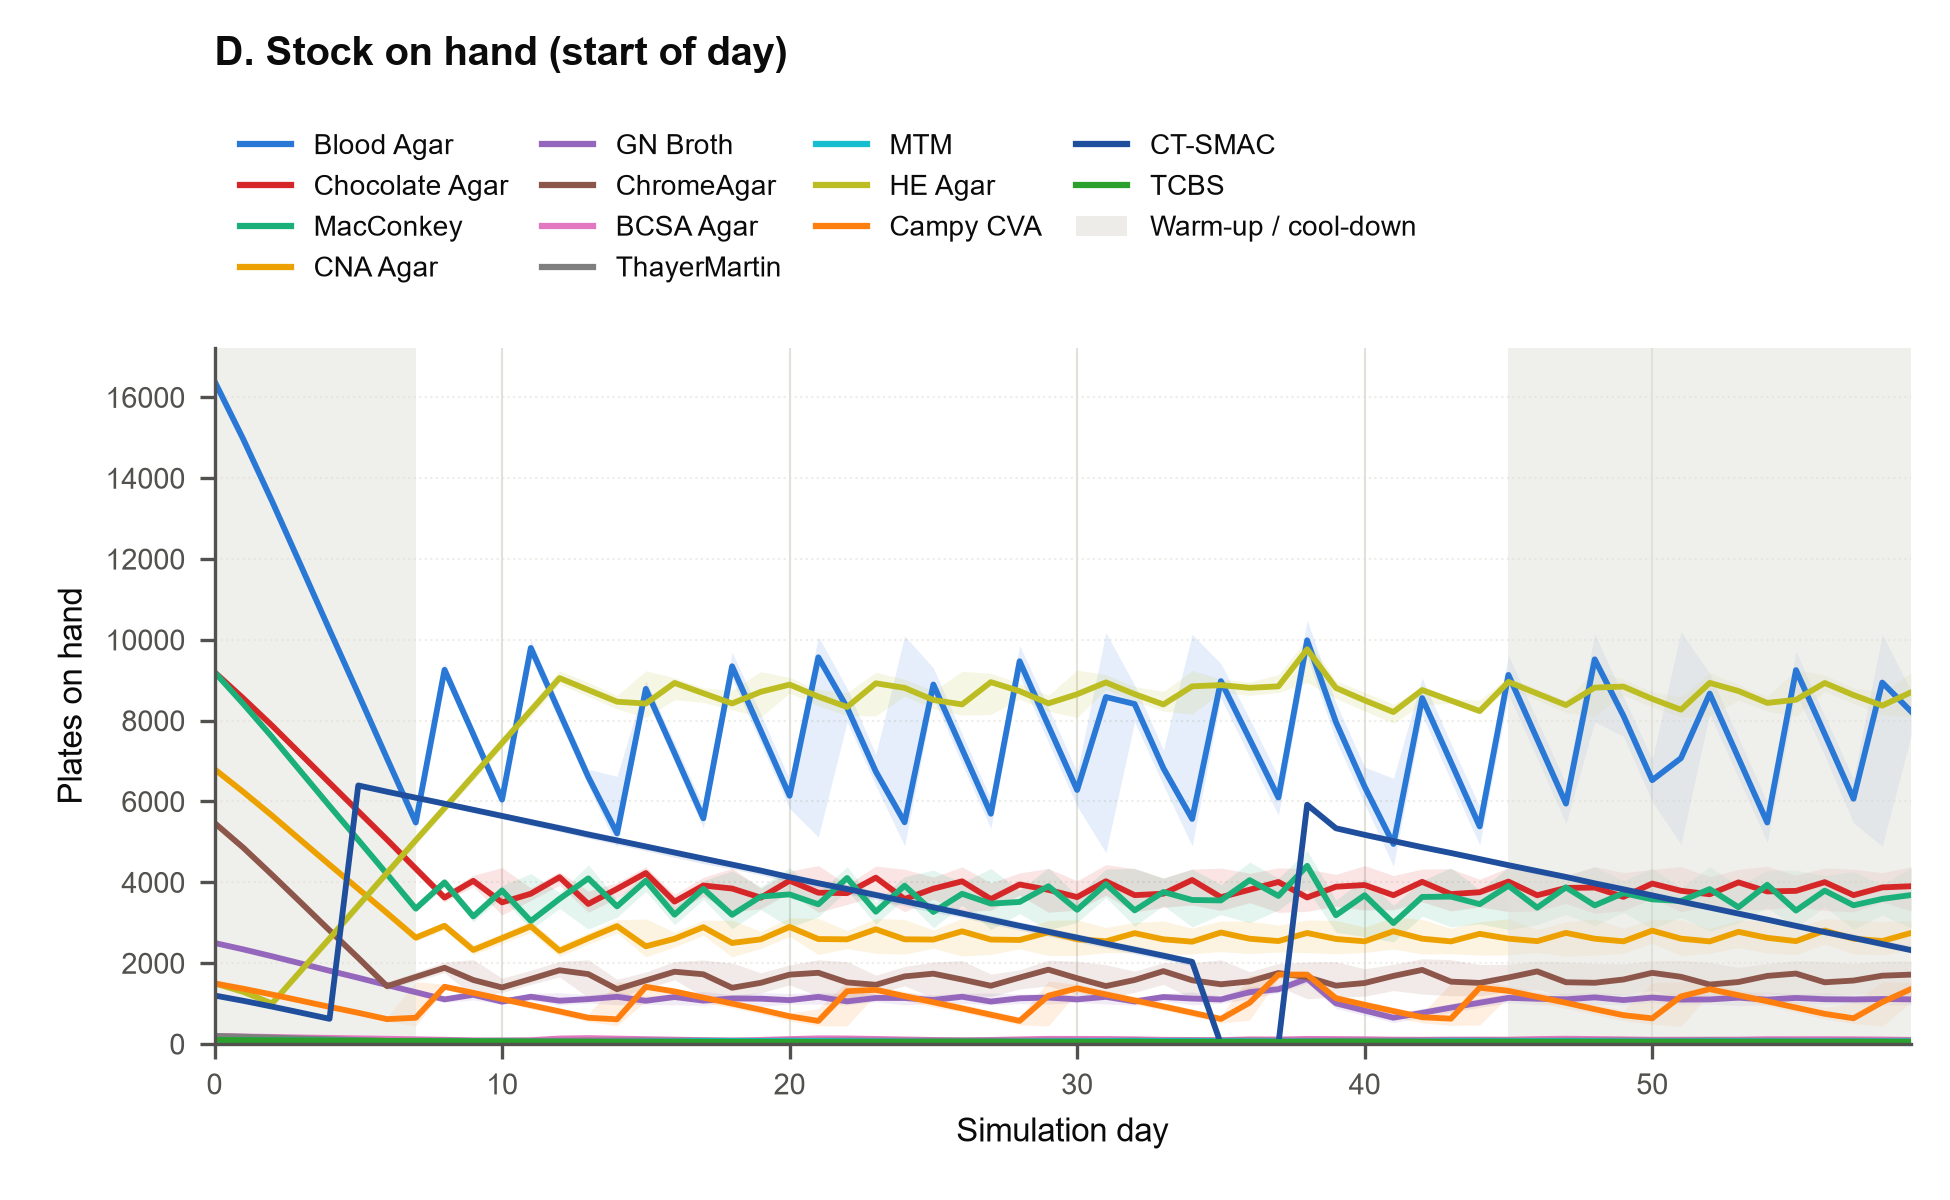 D. Stock on hand (start of day)
Blood Agar
Chocolate Agar
MacConkey
CNA Agar
GN Broth
ChromeAgar
BCSA Agar
ThayerMartin
MTM
HE Agar
Campy CVA
CT-SMAC
TCBS
Warm-up / cool-down
Plates on hand
16000
14000
12000
10000
8000
6000
4000
2000
0
0 10 20 30 40 50
Simulation day